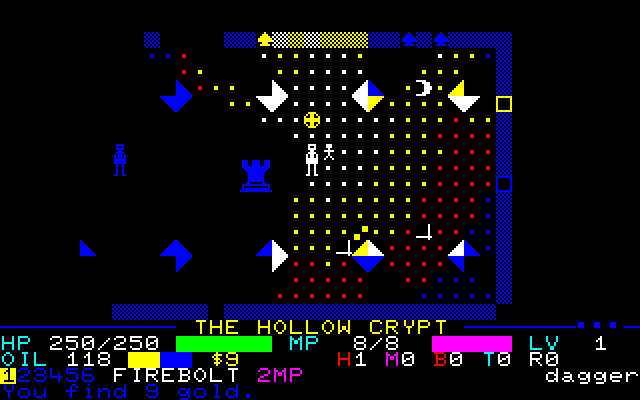 THE HOLLOW CRYPT
HP 250/250 MP 8/8 LV 1
OIL 118 $9 H1 M0 B0 T0 R0
123456 FIREBOLT 2MP dagger
You find 9 gold.